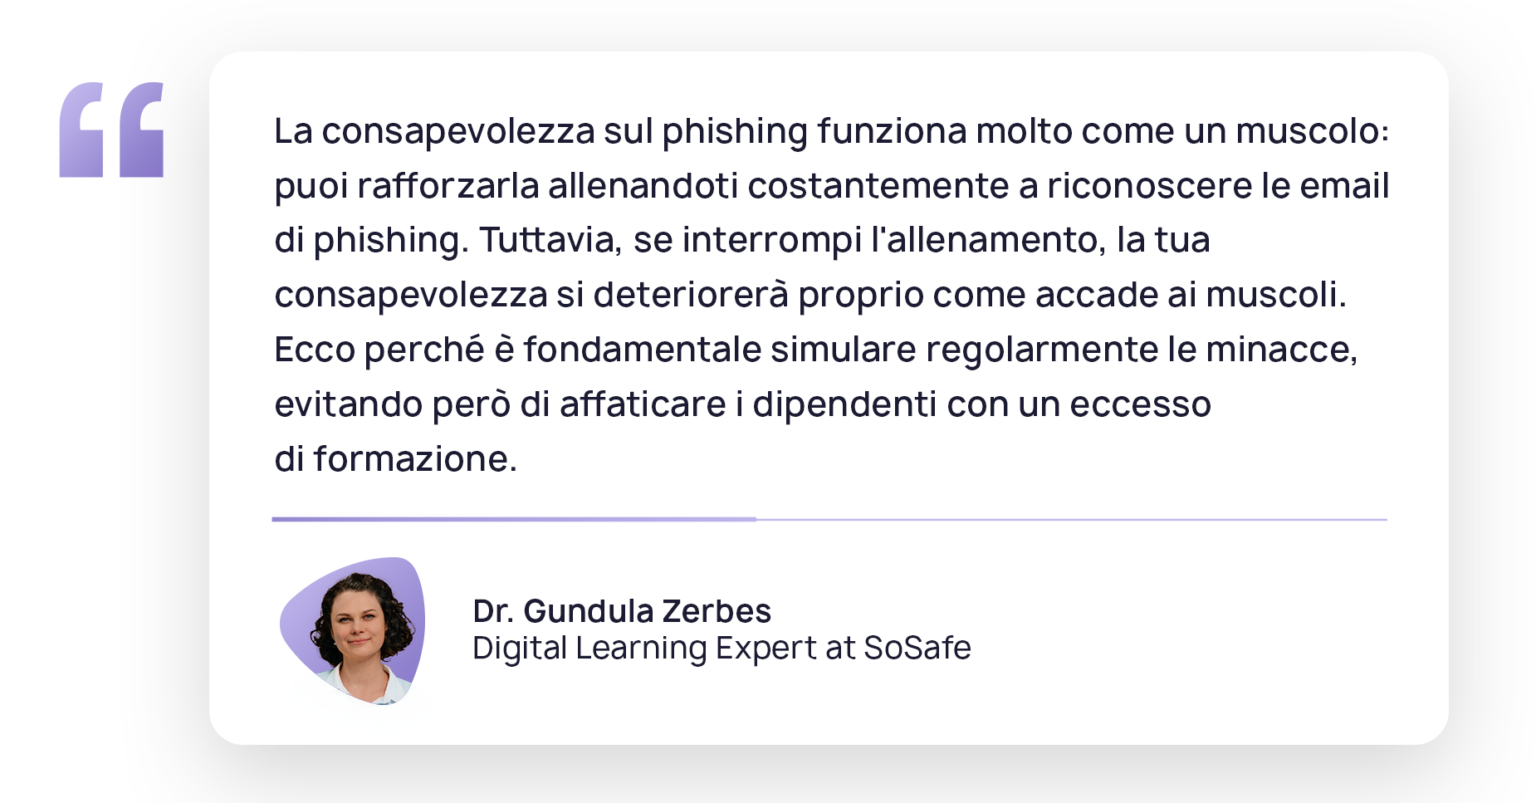 La consapevolezza sul phishing funziona molto come un muscolo:
puoi rafforzarla allenandoti costantemente a riconoscere le email
di phishing. Tuttavia, se interrompi l'allenamento, la tua
consapevolezza si deteriorerà proprio come accade ai muscoli.
Ecco perché è fondamentale simulare regolarmente le minacce,
evitando però di affaticare i dipendenti con un eccesso
di formazione.
Dr. Gundula Zerbes
Digital Learning Expert at SoSafe